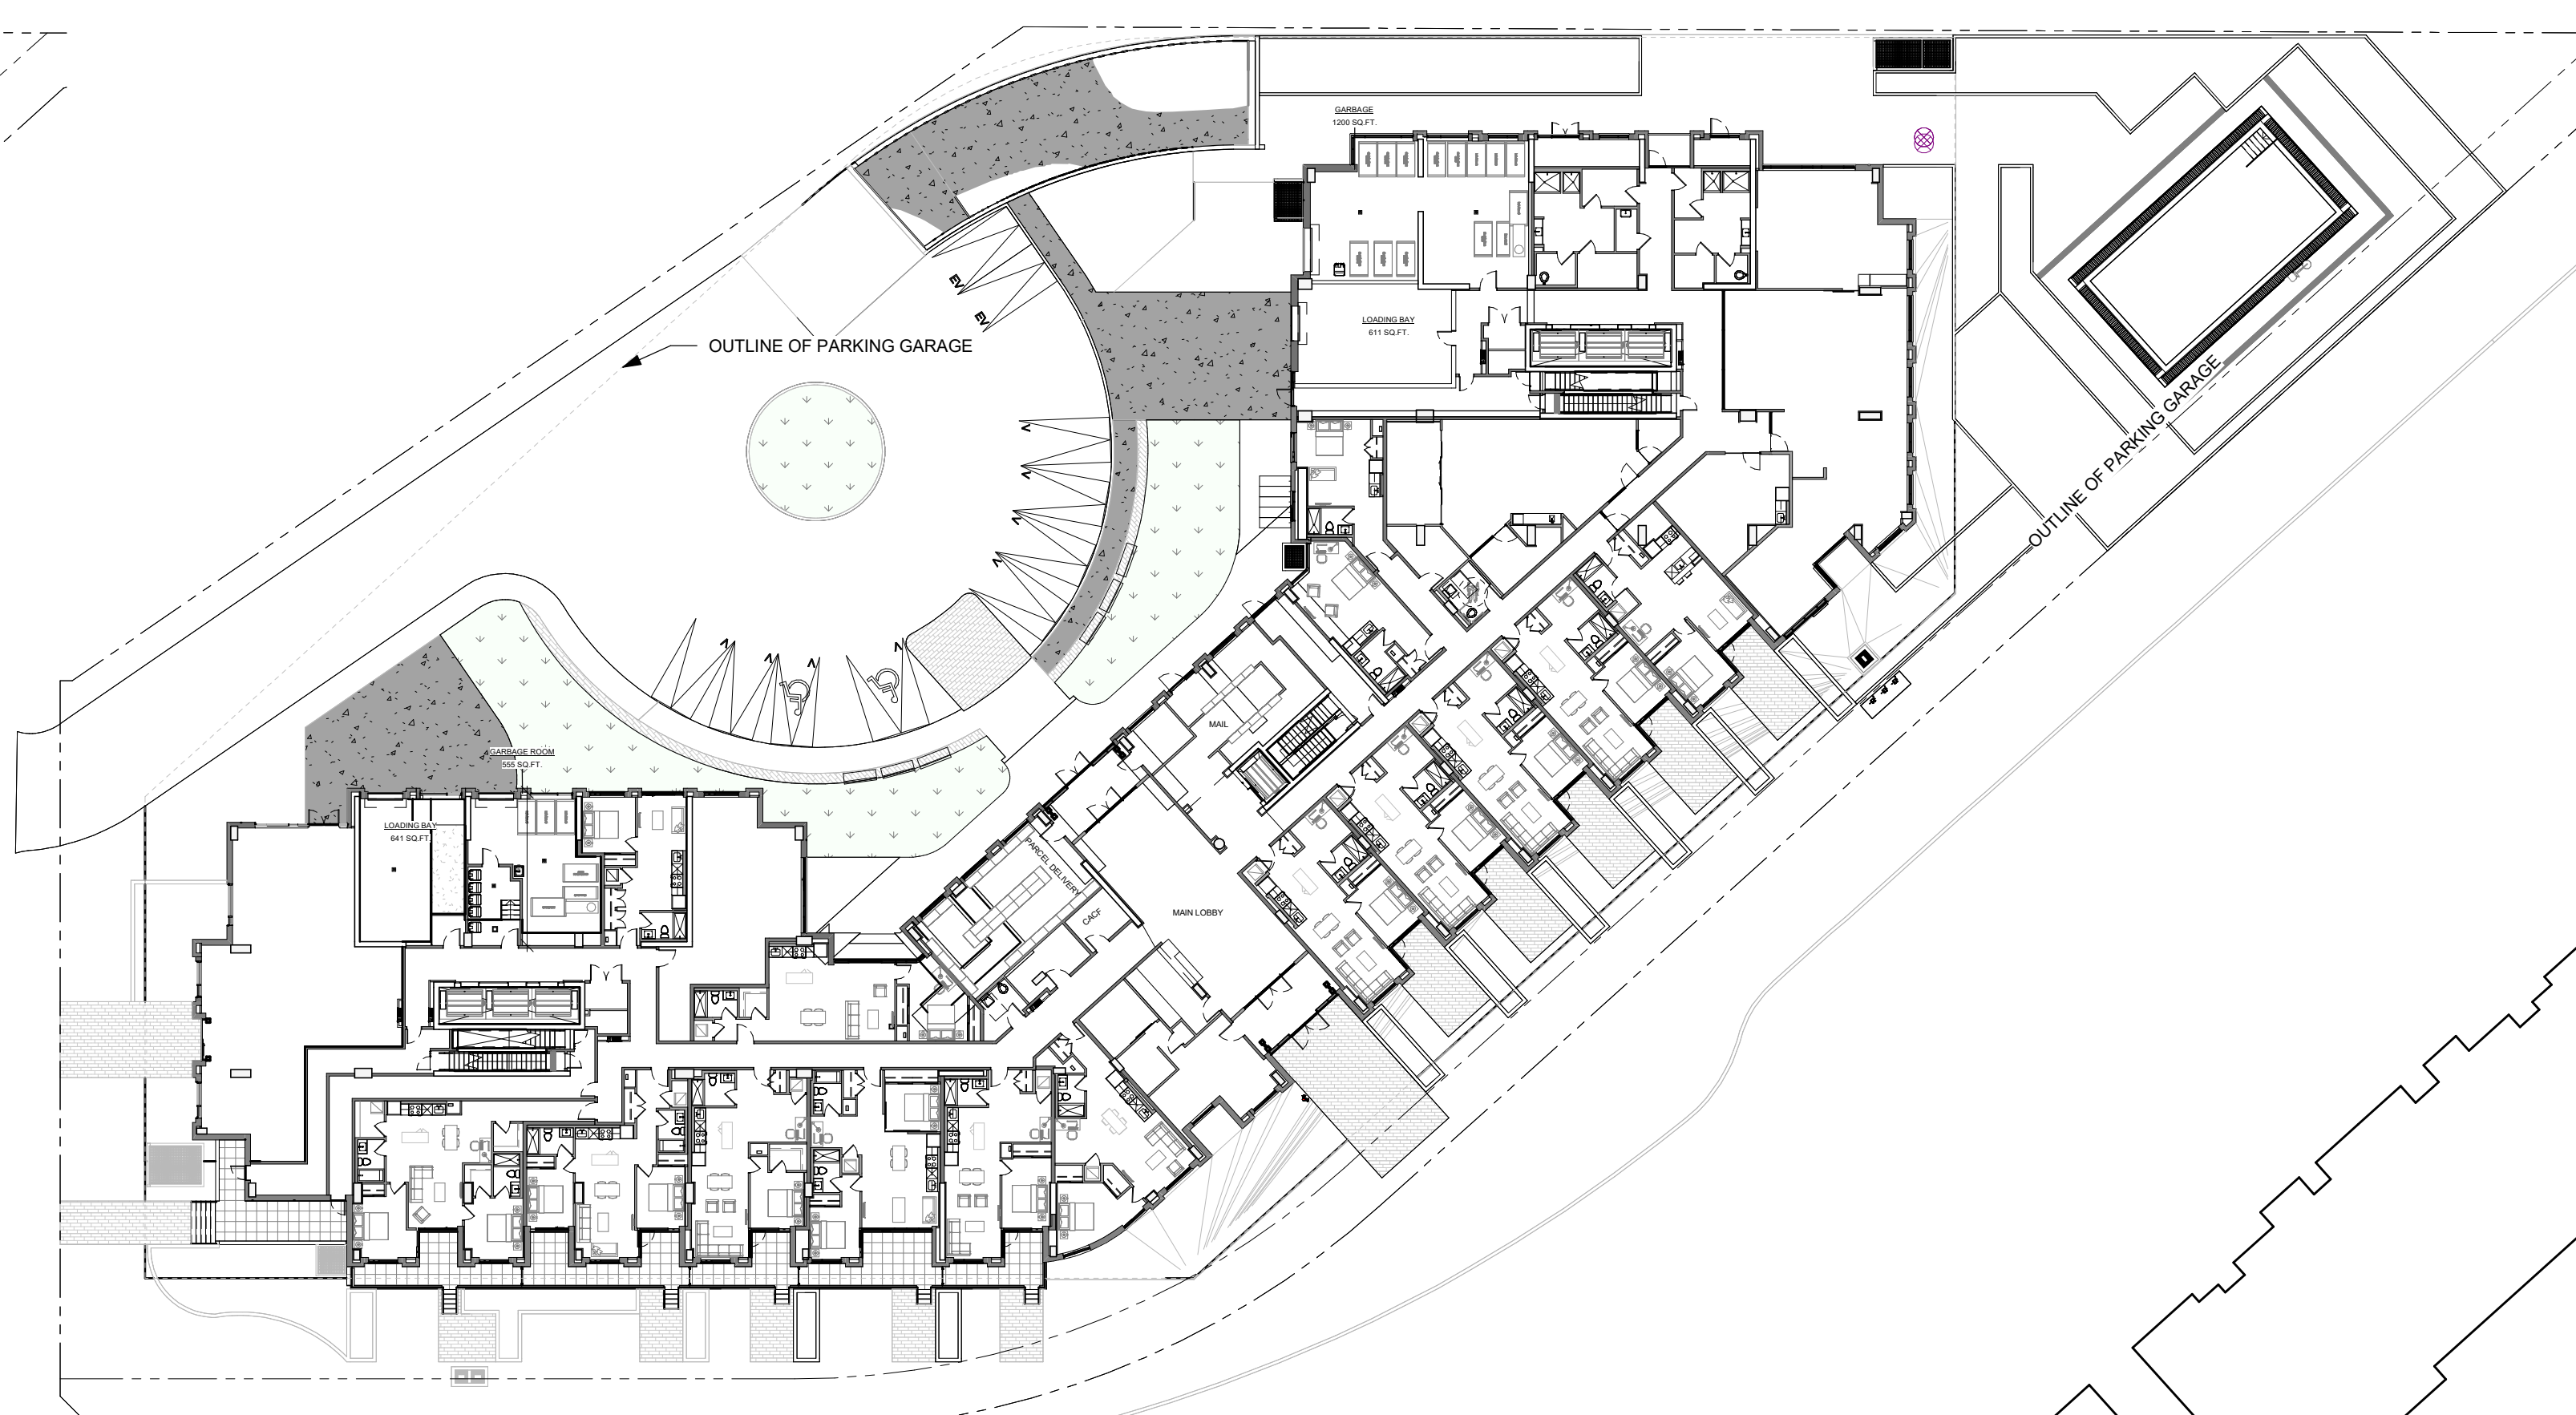 GARBAGE
1200 SQ.FT.
EV
EV
LOADING BAY
611 SQ.FT.
OUTLINE OF PARKING GARAGE
OUTLINE OF PARKING GARAGE
V
V
V
V
V
V
V
V
MAIL
GARBAGE ROOM
555 SQ.FT.
LOADING BAY
641 SQ.FT.
PARCEL DELIVERY
CACF
MAIN LOBBY